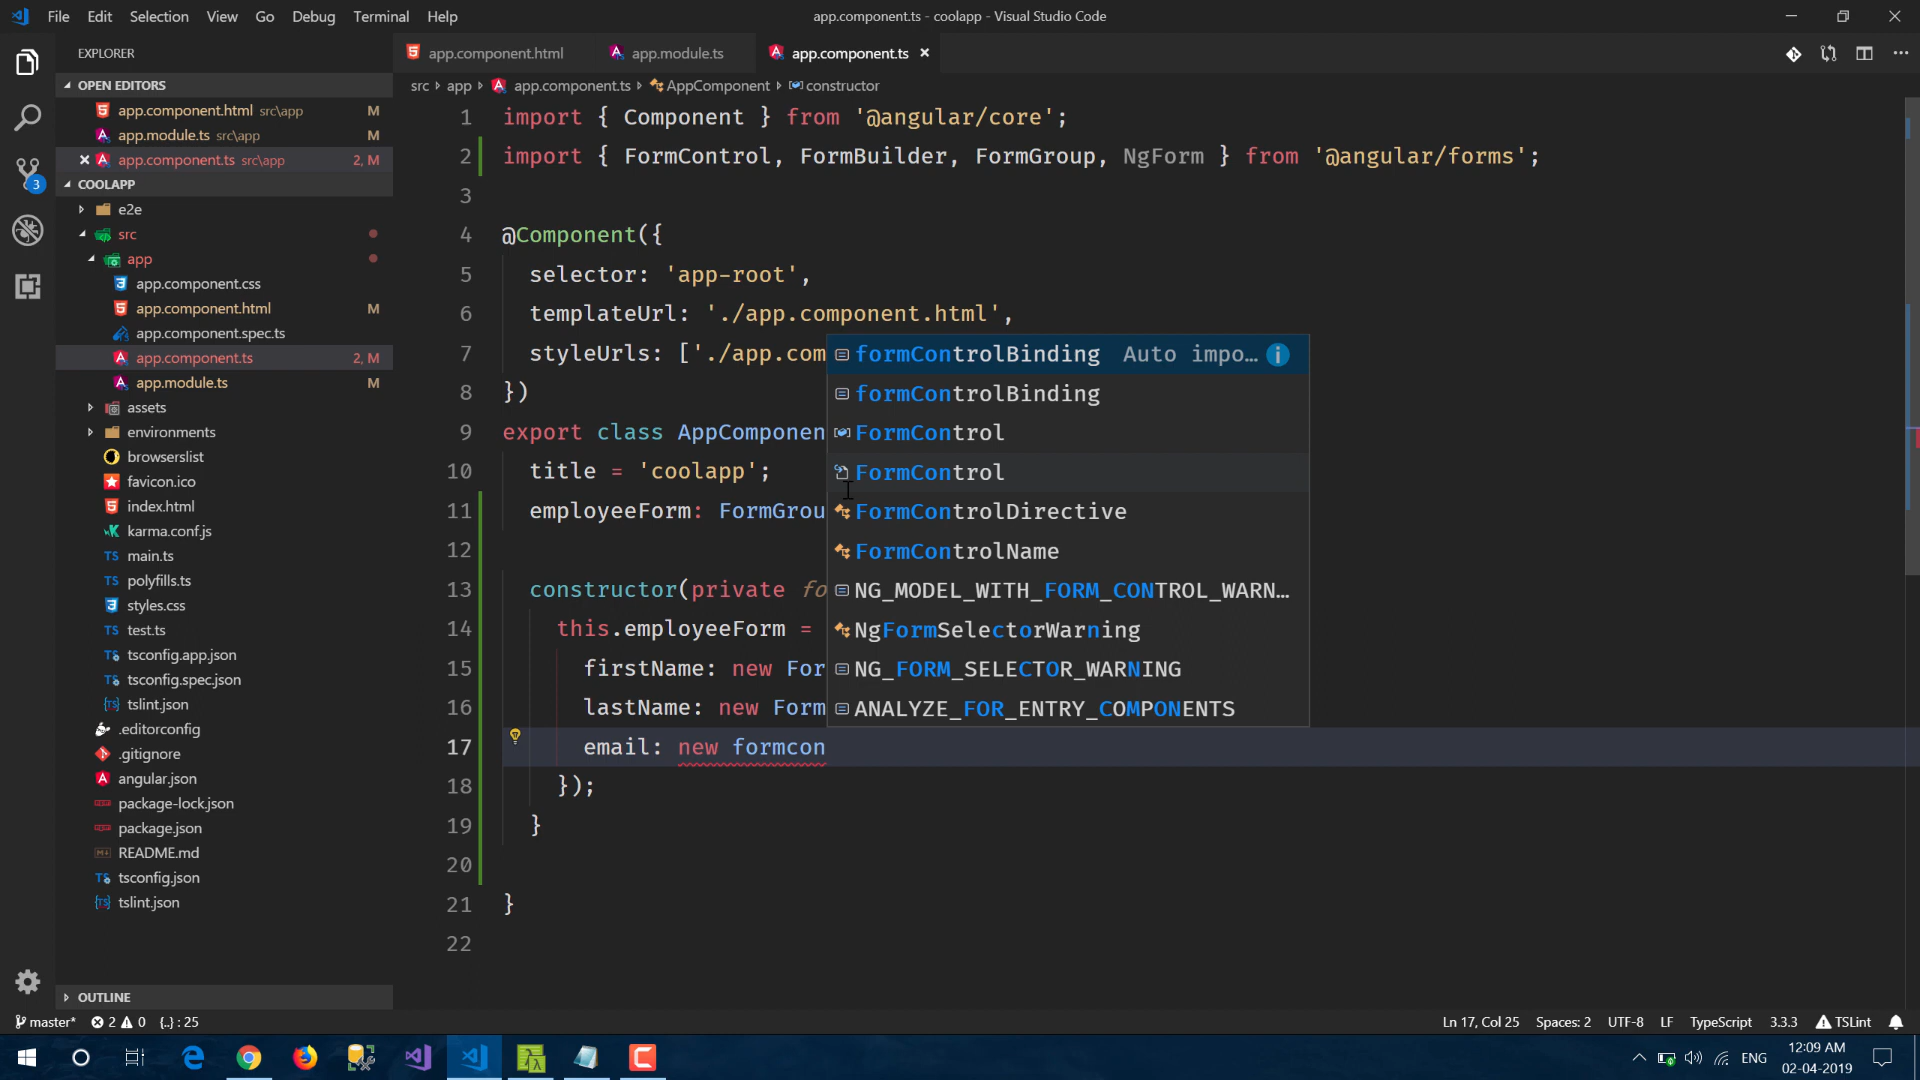 File Edit Selection View Go Debug Terminal Help
app.component.ts - coolapp - Visual Studio Code
EXPLORER
OPEN EDITORS
app.component.html src\app M
app.module.ts src\app M
app.component.ts src\app 2, M
COOLAPP
e2e
src
app
app.component.css
app.component.html M
app.component.spec.ts
app.component.ts 2, M
app.module.ts M
assets
environments
browserslist
favicon.ico
index.html
karma.conf.js
main.ts
polyfills.ts
styles.css
test.ts
tsconfig.app.json
tsconfig.spec.json
tslint.json
.editorconfig
.gitignore
angular.json
package-lock.json
package.json
README.md
tsconfig.json
tslint.json
OUTLINE
3
app.component.html app.module.ts app.component.ts
src app app.component.ts AppComponent constructor
1 import { Component } from '@angular/core';
2 import { FormControl, FormBuilder, FormGroup, NgForm } from '@angular/forms';
3
4 @Component({
5 selector: 'app-root',
6 templateUrl: './app.component.html',
7 styleUrls: ['./app.com
8 })
9 export class AppComponen
10 title = 'coolapp';
11 employeeForm: FormGrou
12
13 constructor(private fo
14 this.employeeForm =
15 firstName: new For
16 lastName: new Form
17 email: new formcon
18 });
19 }
20
21 }
22
formControlBinding Auto impo...
formControlBinding
FormControl
FormControl
FormControlDirective
FormControlName
NG_MODEL_WITH_FORM_CONTROL_WARN...
NgFormSelectorWarning
NG_FORM_SELECTOR_WARNING
ANALYZE_FOR_ENTRY_COMPONENTS
master* 2 0 {..} : 25 Ln 17, Col 25 Spaces: 2 UTF-8 LF TypeScript 3.3.3 TSLint
ENG
12:09 AM
02-04-2019